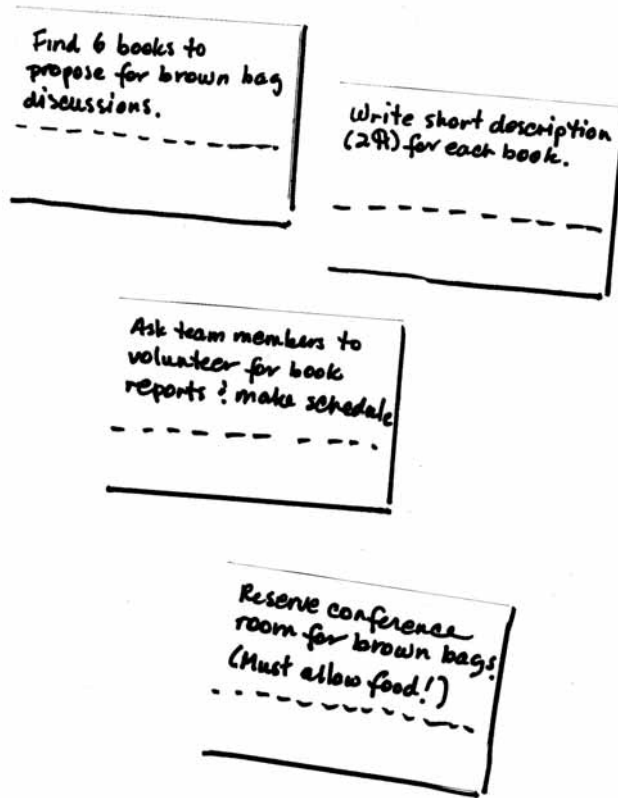 Find 6 books to
propose for brown bag
discussions.
Write short description
(2¶) for each book.
Ask team members to
volunteer for book
reports & make schedule
Reserve conference
room for brown bags.
(Must allow food!)